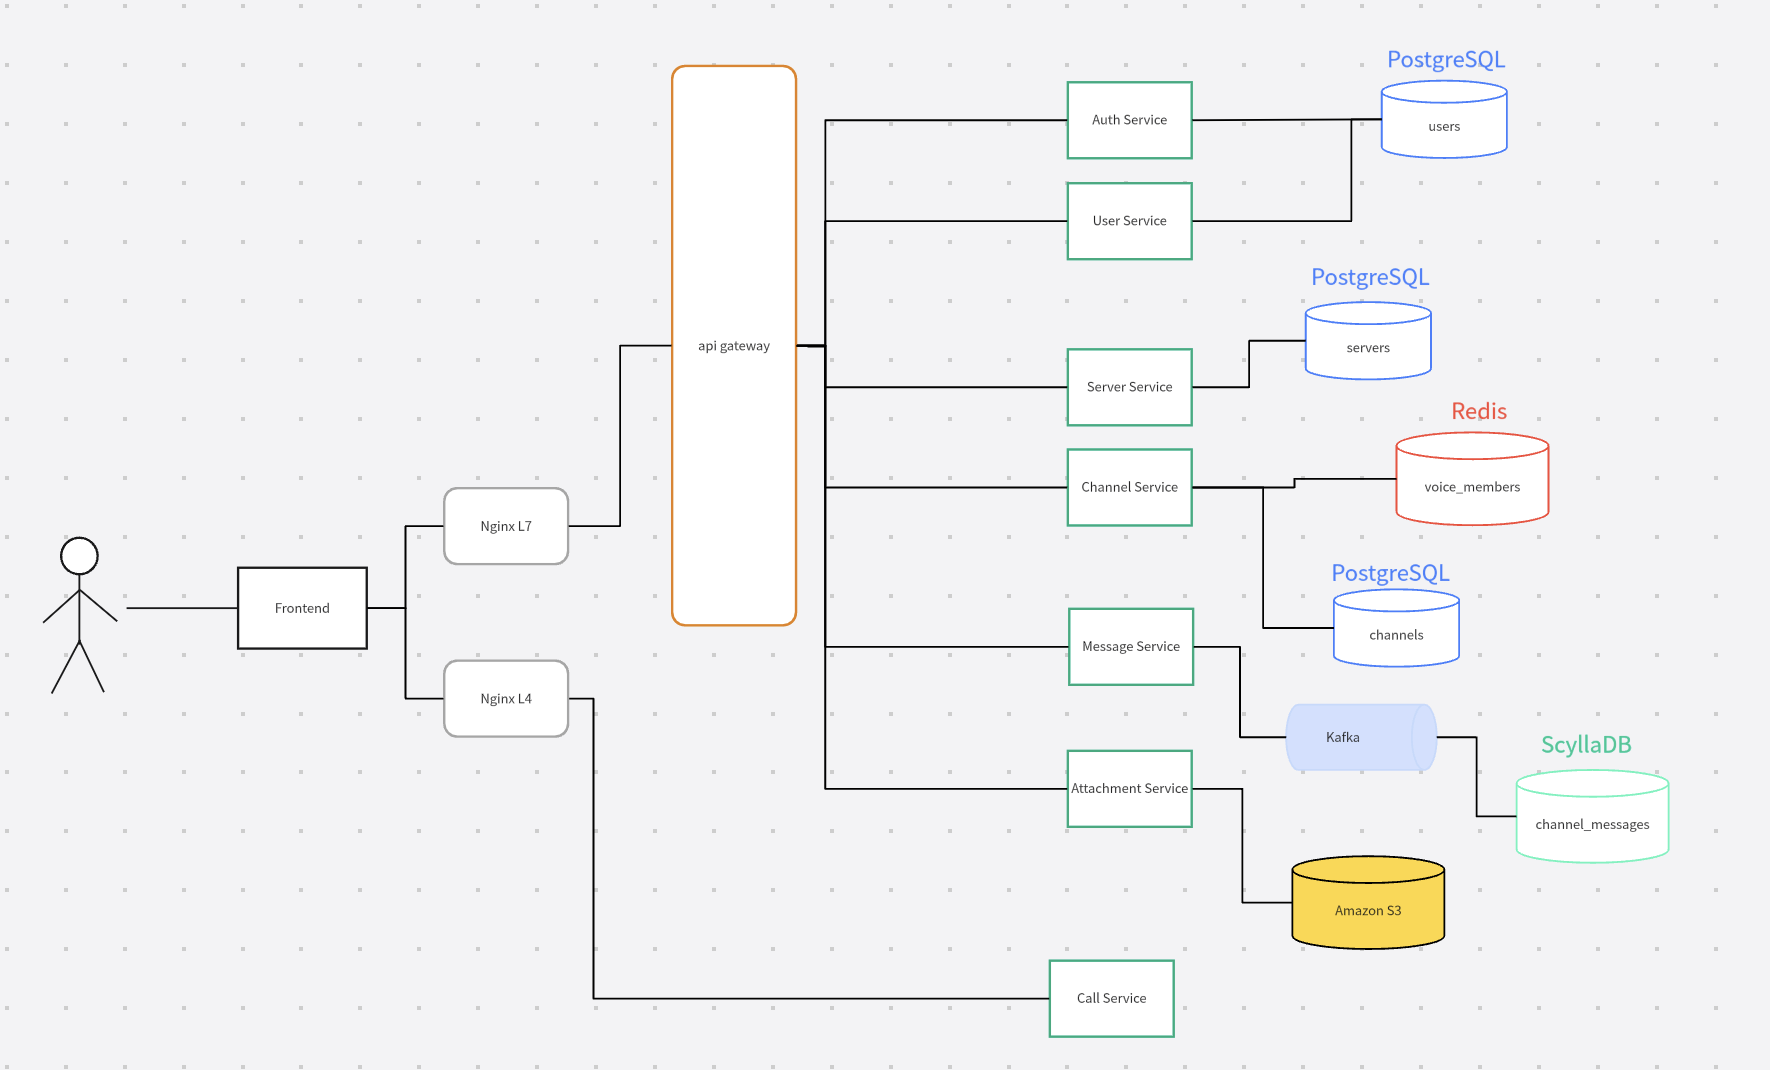 PostgreSQL
users
Auth Service
User Service
PostgreSQL
servers
api gateway
Server Service
Redis
voice_members
Channel Service
Nginx L7
PostgreSQL
channels
Frontend
Message Service
Nginx L4
Kafka
ScyllaDB
channel_messages
Attachment Service
Amazon S3
Call Service